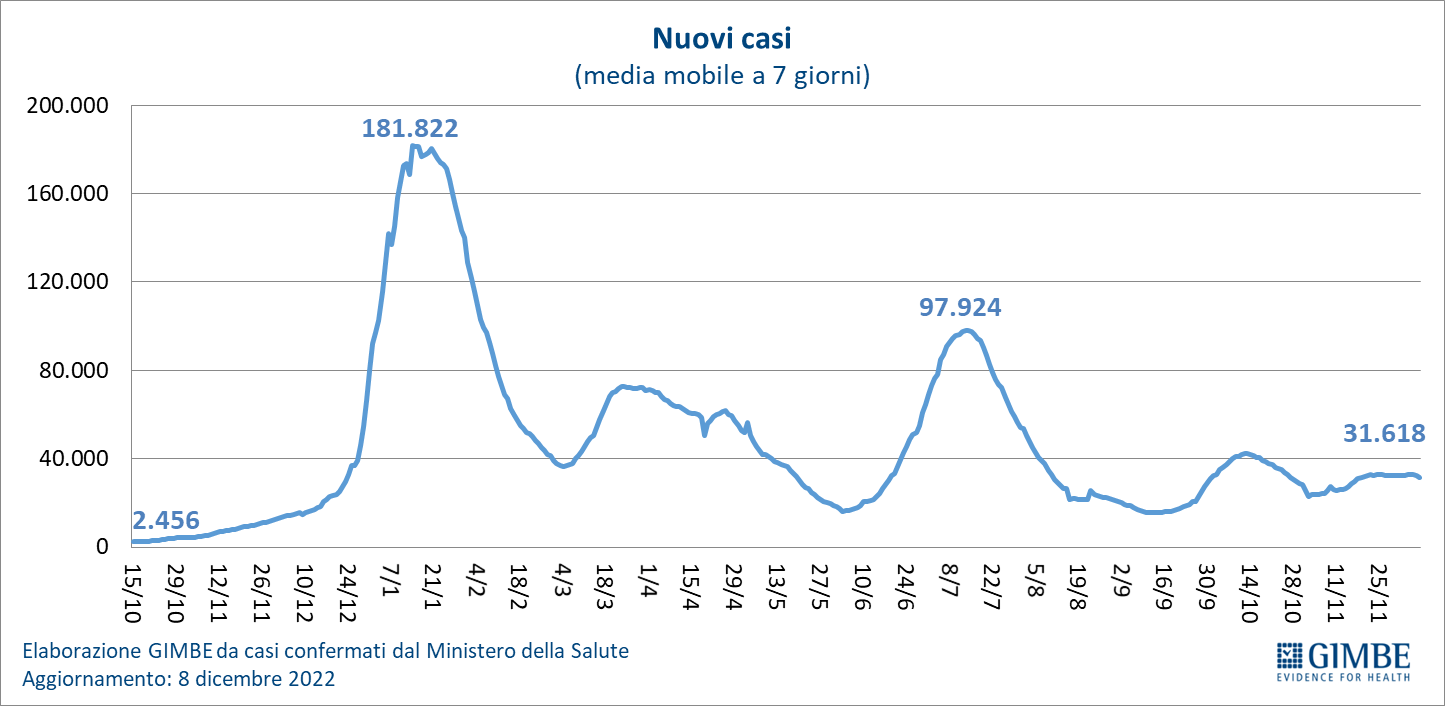 Nuovi casi
(media mobile a 7 giorni)
200.000
181.822
160.000
120.000
97.924
80.000
31.618
40.000
2.456
0
15/10 29/10 12/11 26/11 10/12 24/12 7/1 21/1 4/2 18/2 4/3 18/3 1/4 15/4 29/4 13/5 27/5 10/6 24/6 8/7 22/7 5/8 19/8 2/9 16/9 30/9 14/10 28/10 11/11 25/11
Elaborazione GIMBE da casi confermati dal Ministero della Salute
Aggiornamento: 8 dicembre 2022
GIMBE
EVIDENCE FOR HEALTH